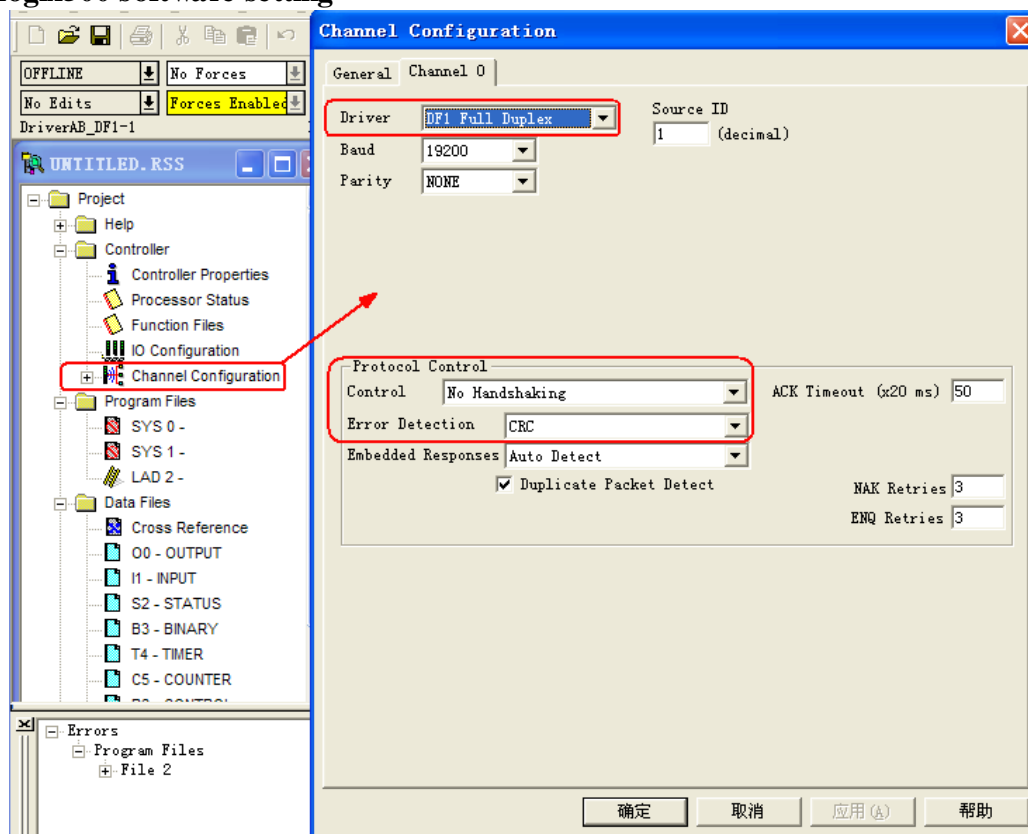 OFFLINE
No Forces
No Edits
Forces Enabled
DriverAB_DF1-1
UNTITLED.RSS
Project
Help
Controller
Controller Properties
Processor Status
Function Files
IO Configuration
Channel Configuration
Program Files
SYS 0 -
SYS 1 -
LAD 2 -
Data Files
Cross Reference
O0 - OUTPUT
I1 - INPUT
S2 - STATUS
B3 - BINARY
T4 - TIMER
C5 - COUNTER
Errors
Program Files
File 2
Channel Configuration
General Channel 0
Driver DF1 Full Duplex
Source ID
1 (decimal)
Baud 19200
Parity NONE
Protocol Control
Control No Handshaking
ACK Timeout (x20 ms) 50
Error Detection CRC
Embedded Responses Auto Detect
Duplicate Packet Detect
NAK Retries 3
ENQ Retries 3
确定 取消 应用(A) 帮助